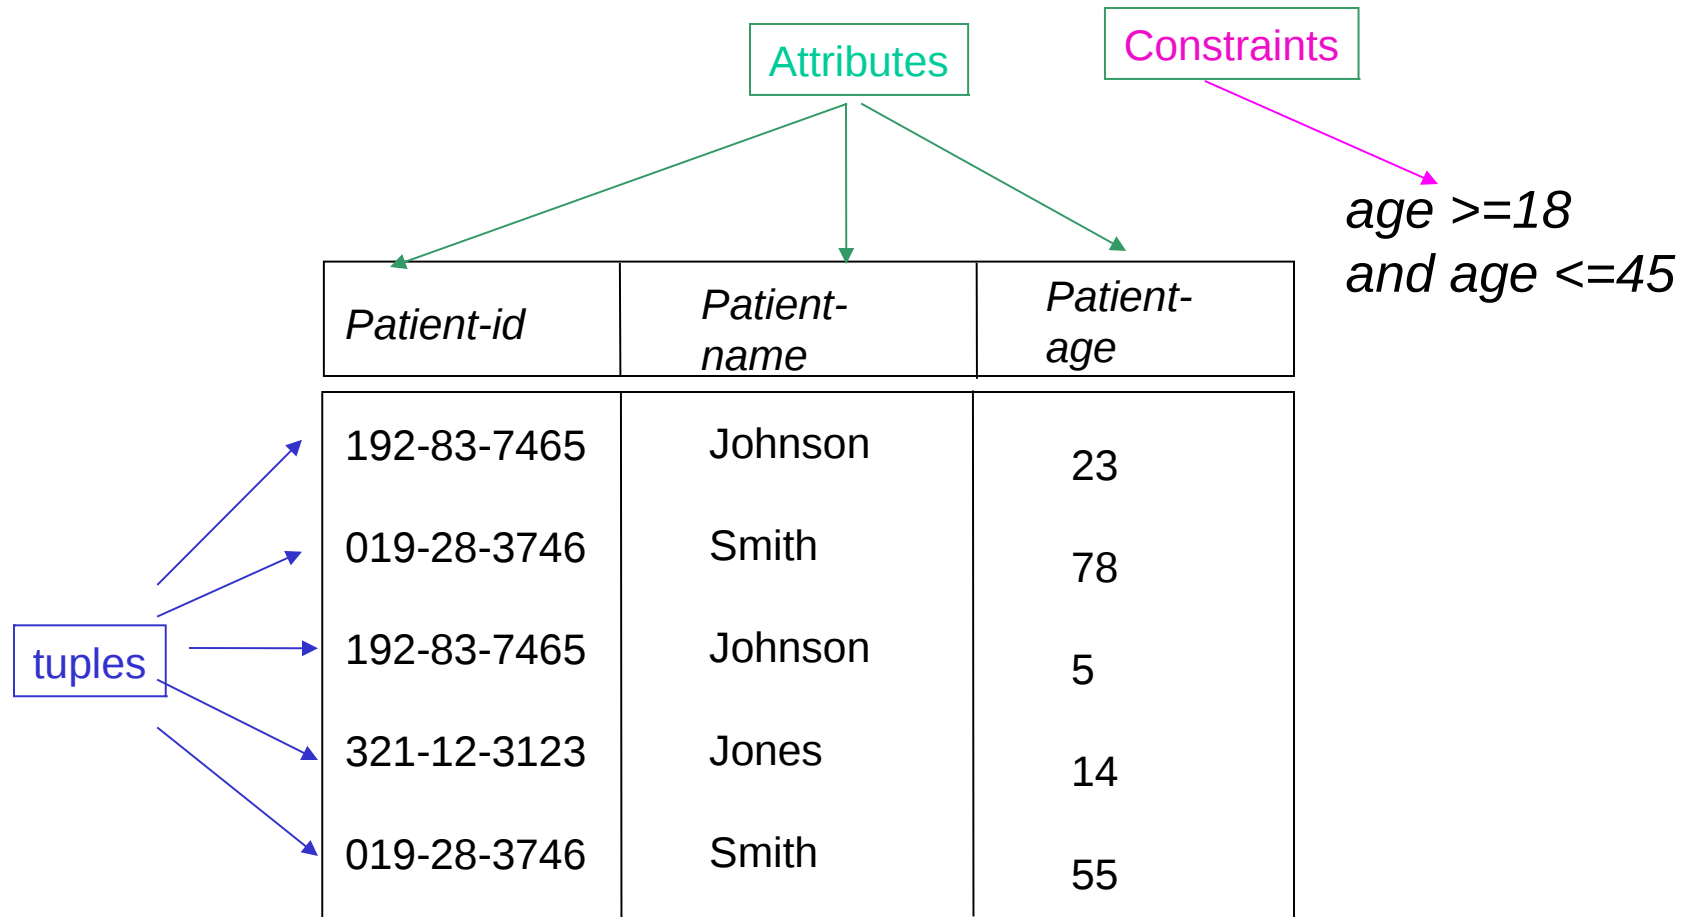 Attributes
Constraints
age >=18
and age <=45
Patient-id
Patient-
name
Patient-
age
192-83-7465 Johnson 23
019-28-3746 Smith 78
192-83-7465 Johnson 5
tuples
321-12-3123 Jones 14
019-28-3746 Smith 55